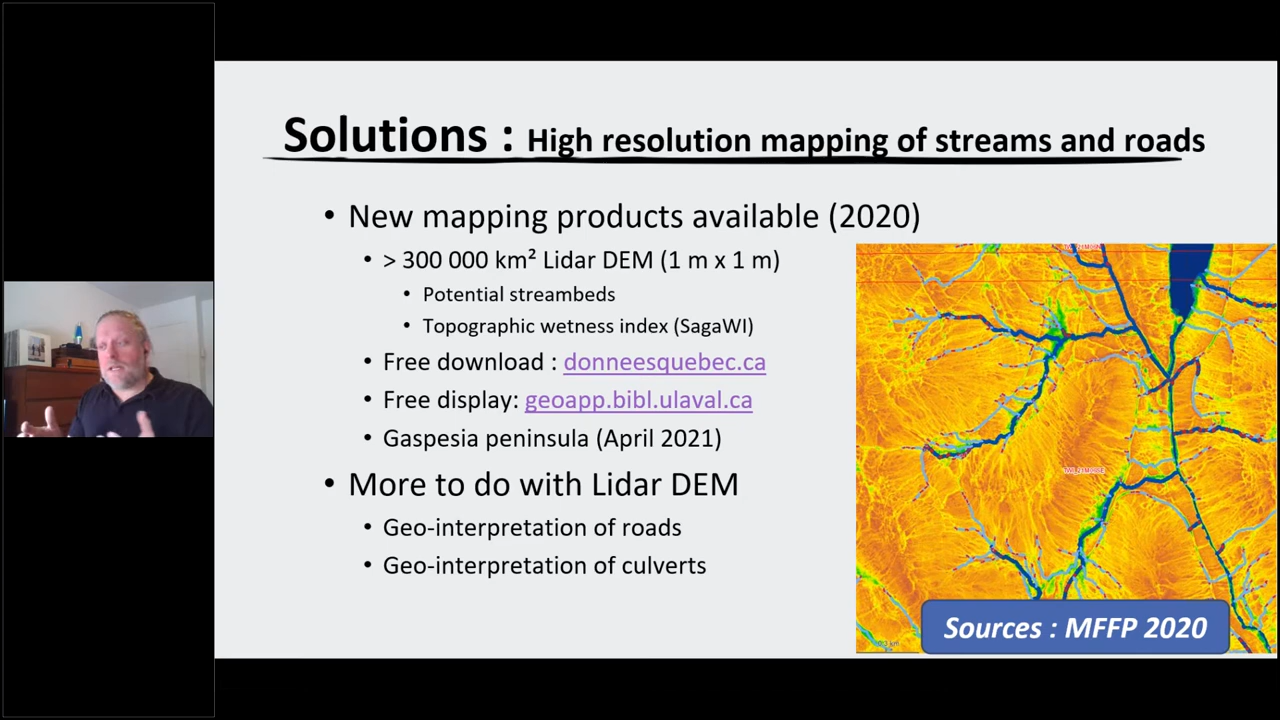 Solutions : High resolution mapping of streams and roads
• New mapping products available (2020)
• > 300 000 km² Lidar DEM (1 m x 1 m)
• Potential streambeds
• Topographic wetness index (SagaWI)
• Free download : donneesquebec.ca
• Free display: geoapp.bibl.ulaval.ca
• Gaspesia peninsula (April 2021)
• More to do with Lidar DEM
• Geo-interpretation of roads
• Geo-interpretation of culverts
Sources : MFFP 2020